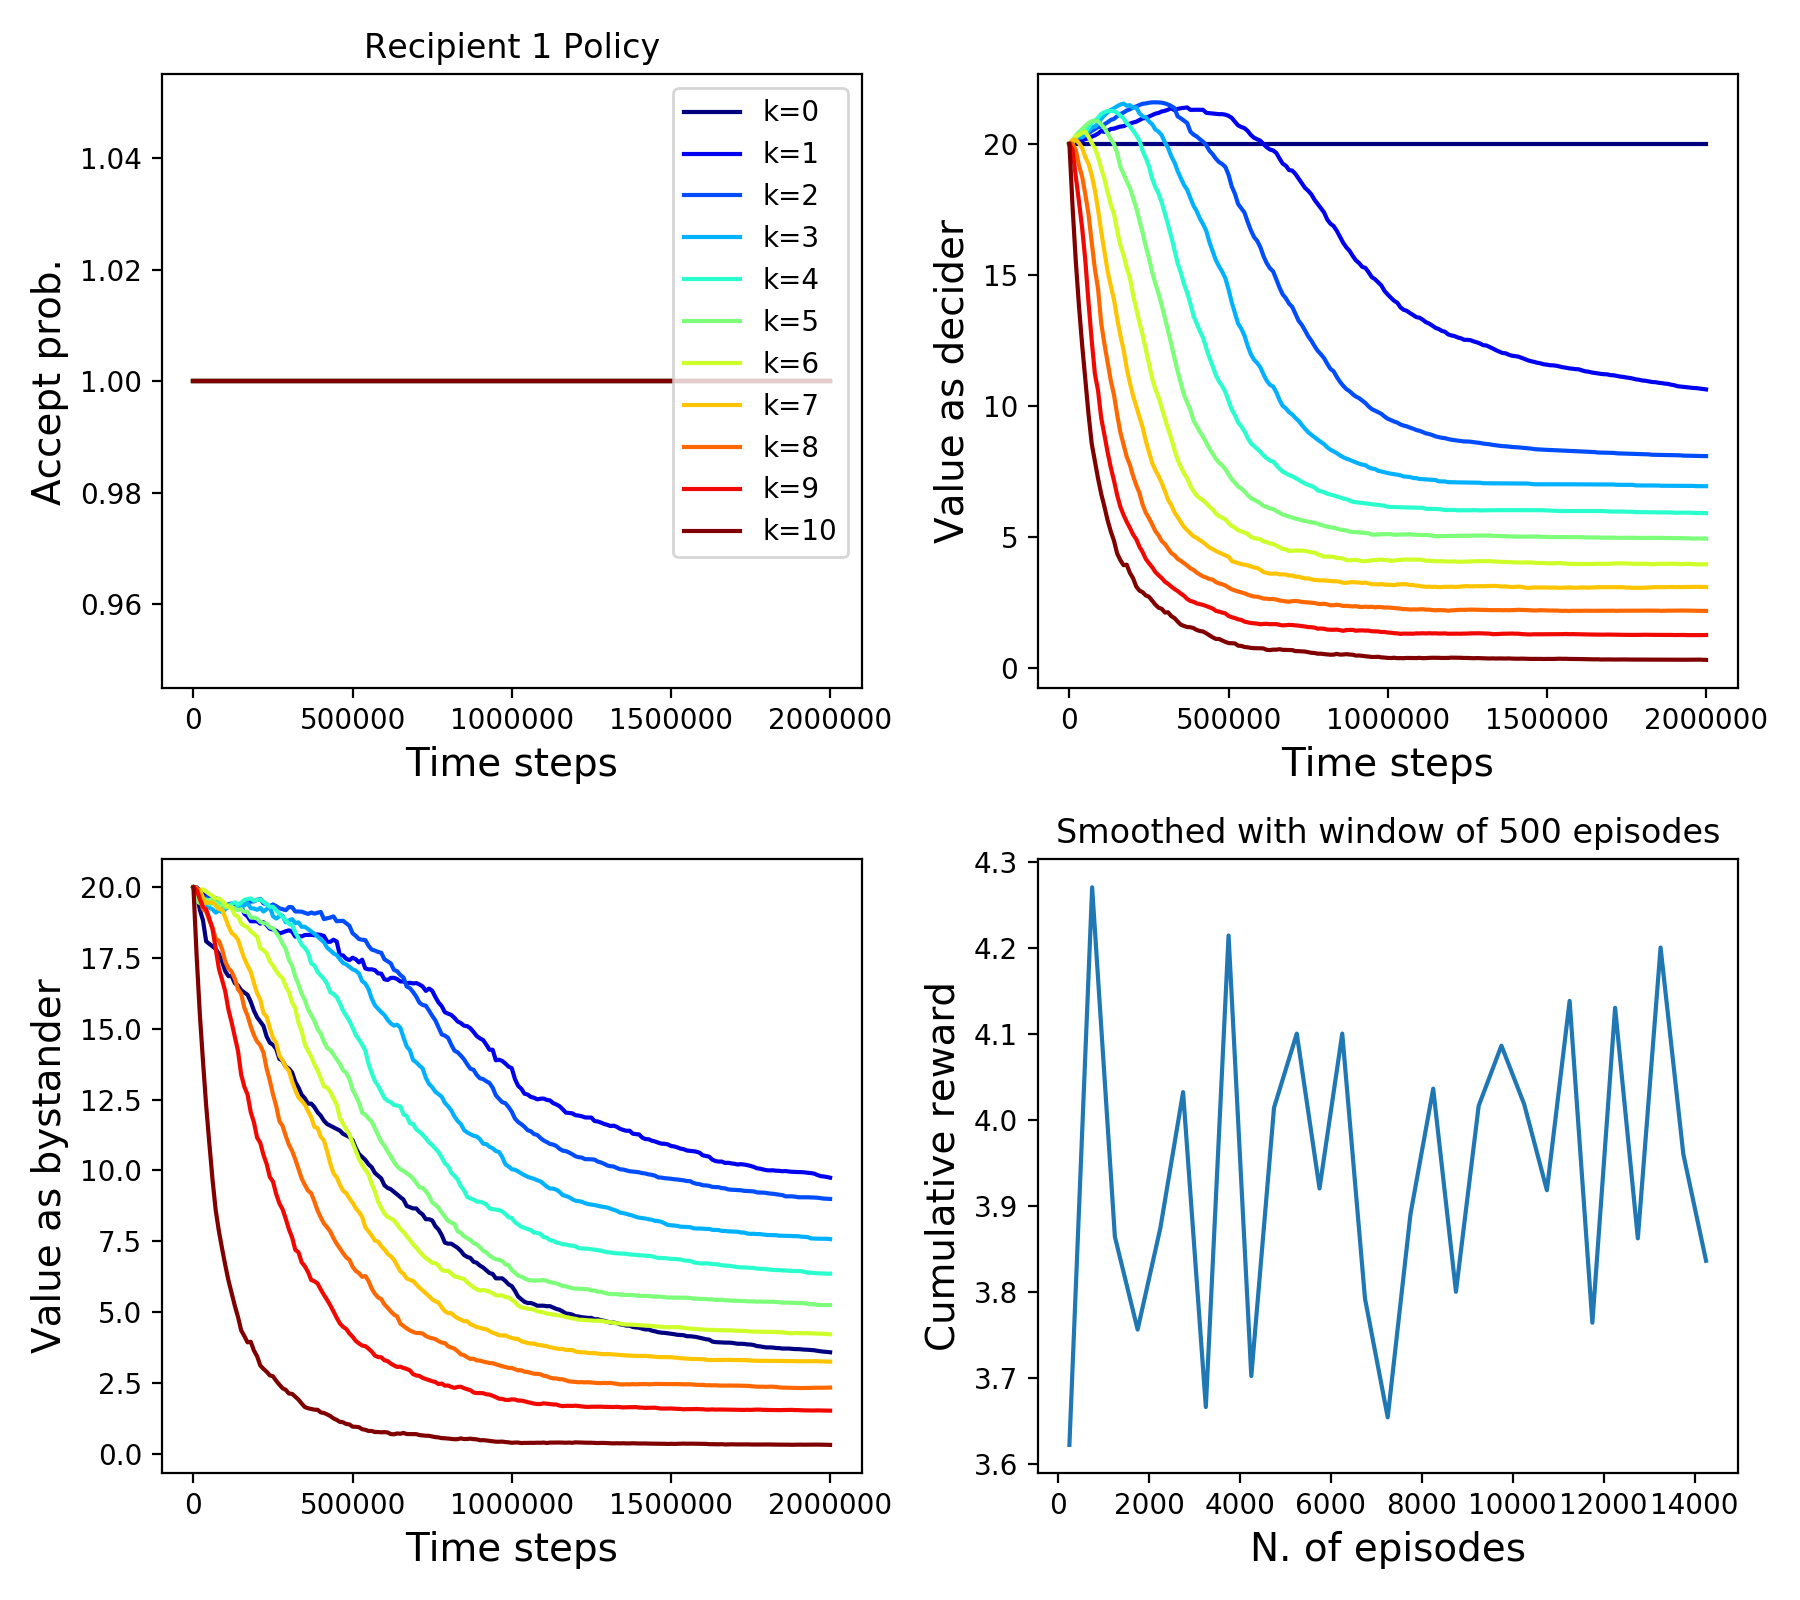 Recipient 1 Policy
k=0
k=1
k=2
k=3
k=4
k=5
k=6
k=7
k=8
k=9
k=10
1.04
1.02
1.00
0.98
0.96
Accept prob.
0 500000 1000000 1500000 2000000
Time steps
20
15
10
5
0
Value as decider
0 500000 1000000 1500000 2000000
Time steps
20.0
17.5
15.0
12.5
10.0
7.5
5.0
2.5
0.0
Value as bystander
0 500000 1000000 1500000 2000000
Time steps
Smoothed with window of 500 episodes
4.3
4.2
4.1
4.0
3.9
3.8
3.7
3.6
Cumulative reward
0 2000 4000 6000 8000 10000 12000 14000
N. of episodes